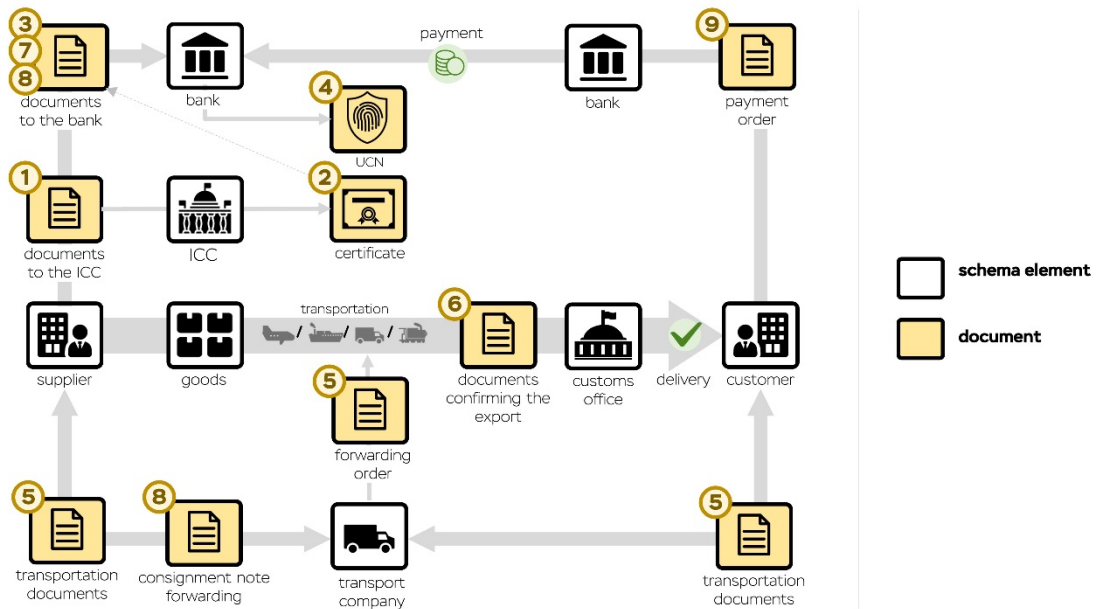 3
7
8
documents
to the bank
bank
payment
bank
9
payment
order
4
UCN
1
documents
to the ICC
ICC
2
certificate
supplier
goods
transportation
/ / /
6
documents
confirming the
export
customs
office
delivery
customer
5
forwarding
order
5
transportation
documents
8
consignment note
forwarding
transport
company
5
transportation
documents
schema element
document